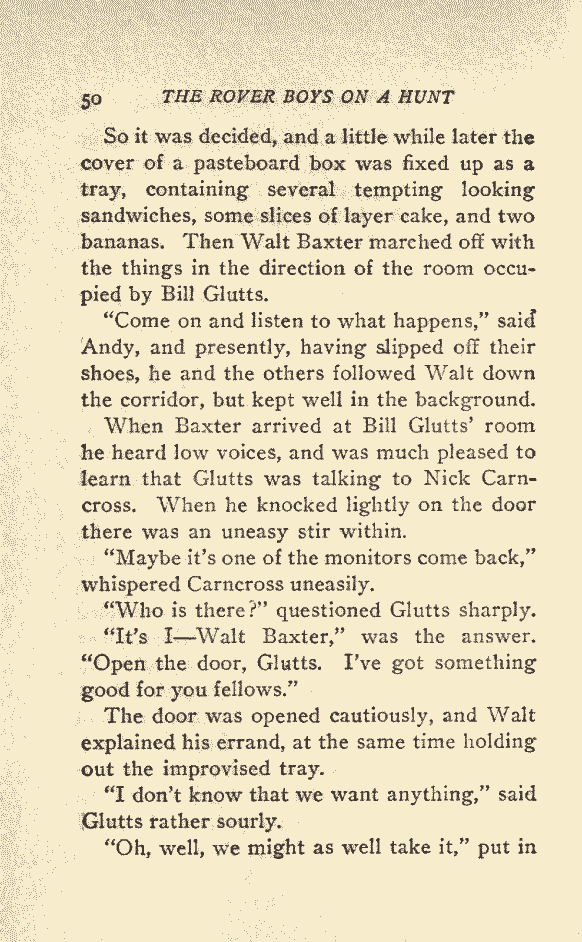 50 THE ROVER BOYS ON A HUNT
So it was decided, and a little while later the
cover of a pasteboard box was fixed up as a
tray, containing several tempting looking
sandwiches, some slices of layer cake, and two
bananas. Then Walt Baxter marched off with
the things in the direction of the room occu-
pied by Bill Glutts.
“Come on and listen to what happens,” said
Andy, and presently, having slipped off their
shoes, he and the others followed Walt down
the corridor, but kept well in the background.
When Baxter arrived at Bill Glutts’ room
he heard low voices, and was much pleased to
learn that Glutts was talking to Nick Carn-
cross. When he knocked lightly on the door
there was an uneasy stir within.
“Maybe it’s one of the monitors come back,”
whispered Carncross uneasily.
“Who is there?” questioned Glutts sharply.
“It’s I—Walt Baxter,” was the answer.
“Open the door, Glutts. I’ve got something
good for you fellows.”
The door was opened cautiously, and Walt
explained his errand, at the same time holding
out the improvised tray.
“I don’t know that we want anything,” said
Glutts rather sourly.
“Oh, well, we might as well take it,” put in